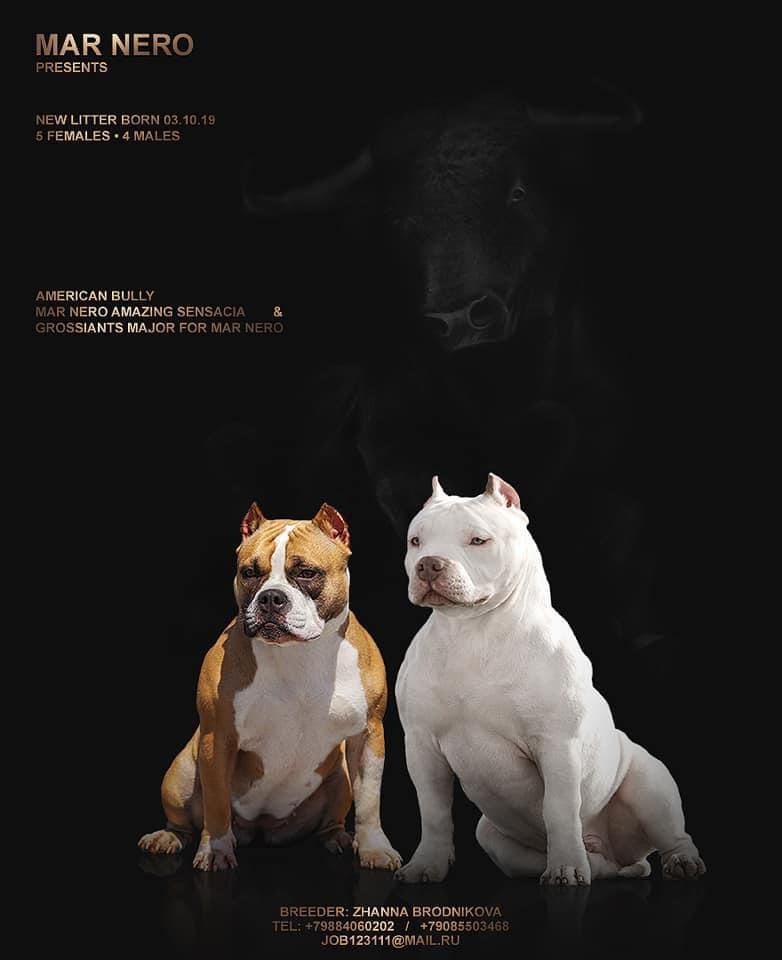 MAR NERO
PRESENTS
NEW LITTER BORN 03.10.19
5 FEMALES • 4 MALES
AMERICAN BULLY
MAR NERO AMAZING SENSACIA &
GROSSIANTS MAJOR FOR MAR NERO
BREEDER: ZHANNA BRODNIKOVA
TEL: +79884060202 / +79085503468
JOB123111@MAIL.RU